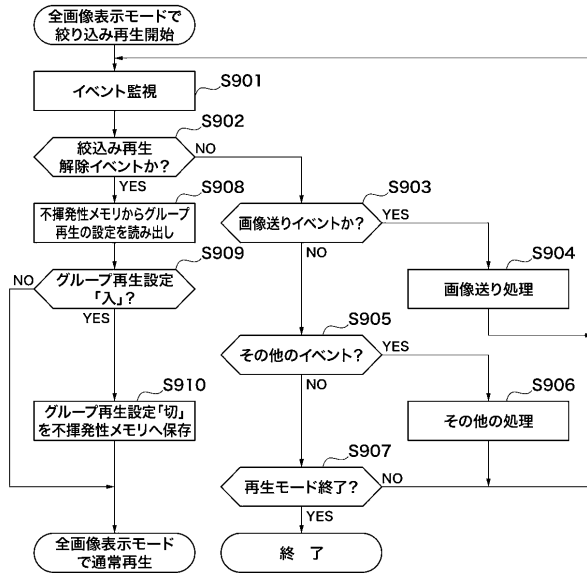 全画像表示モードで
絞り込み再生開始
S901
イベント監視
S902
絞込み再生
解除イベントか?
NO
YES
S908
不揮発性メモリからグループ
再生の設定を読み出し
S903
画像送りイベントか?
YES
NO
S909
グループ再生設定
「入」?
NO
YES
S904
画像送り処理
S905
その他のイベント?
YES
NO
S910
グループ再生設定「切」
を不揮発性メモリへ保存
S906
その他の処理
S907
再生モード終了?
NO
YES
全画像表示モード
で通常再生
終 了